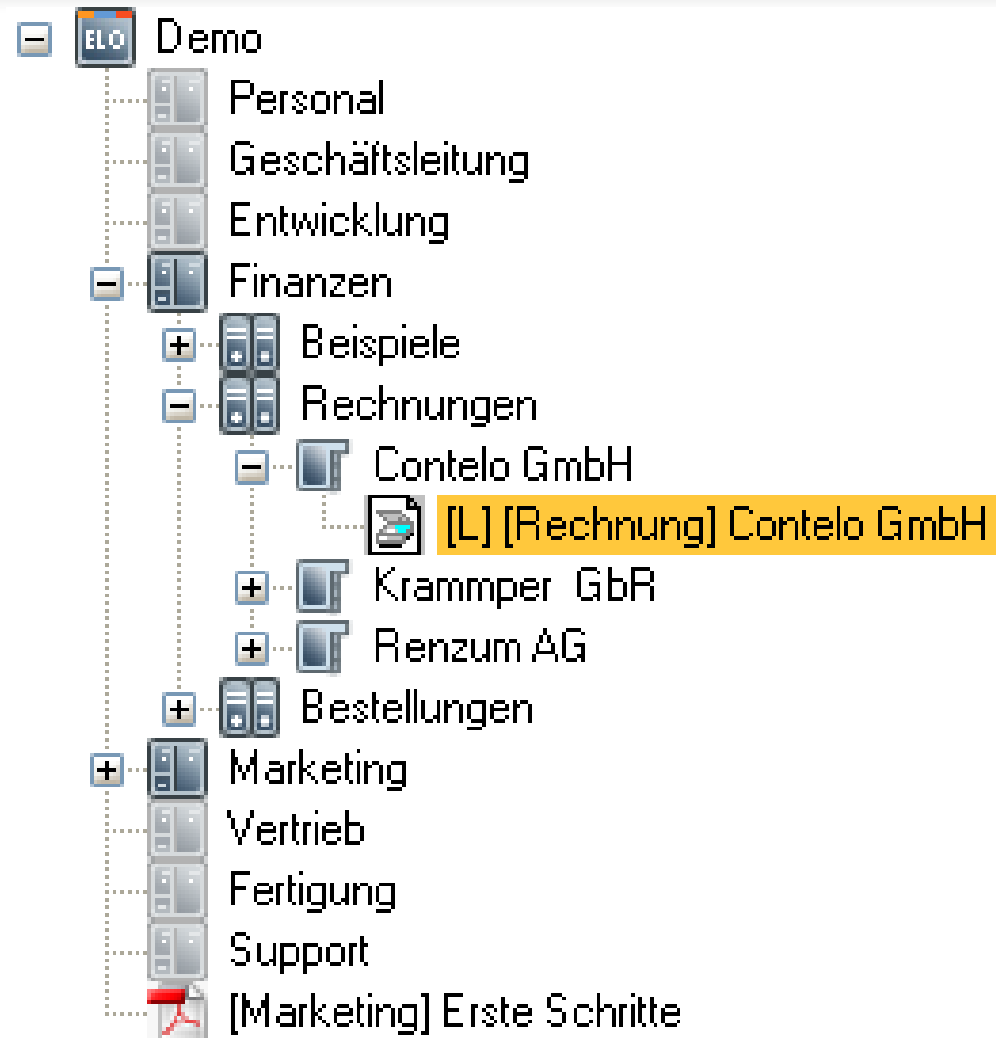 ELO Demo
Personal
Geschäftsleitung
Entwicklung
Finanzen
Beispiele
Rechnungen
Contelo GmbH
[L] [Rechnung] Contelo GmbH
Krammper GbR
Renzum AG
Bestellungen
Marketing
Vertrieb
Fertigung
Support
[Marketing] Erste Schritte